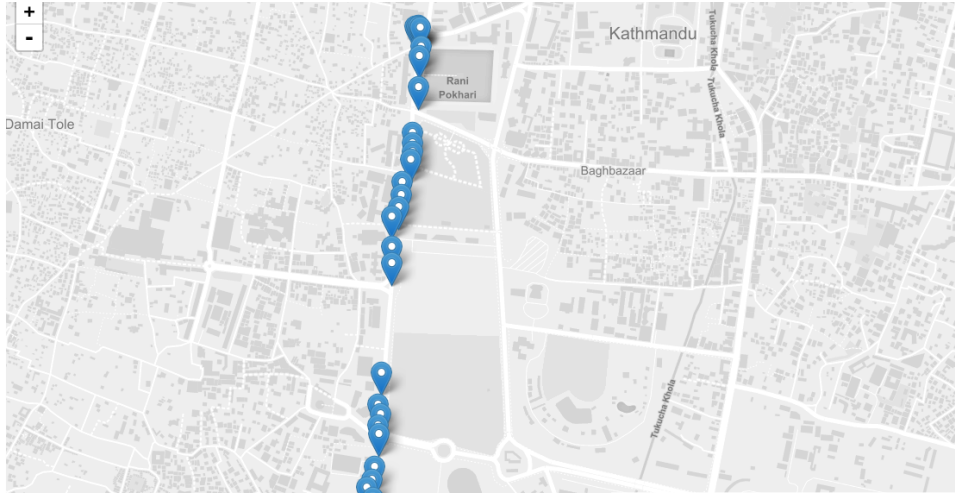 +
-
Kathmandu
Tukucha Khola
Tukucha Khola
Rani
Pokhari
Damai Tole
Baghbazaar
Tukucha Khola